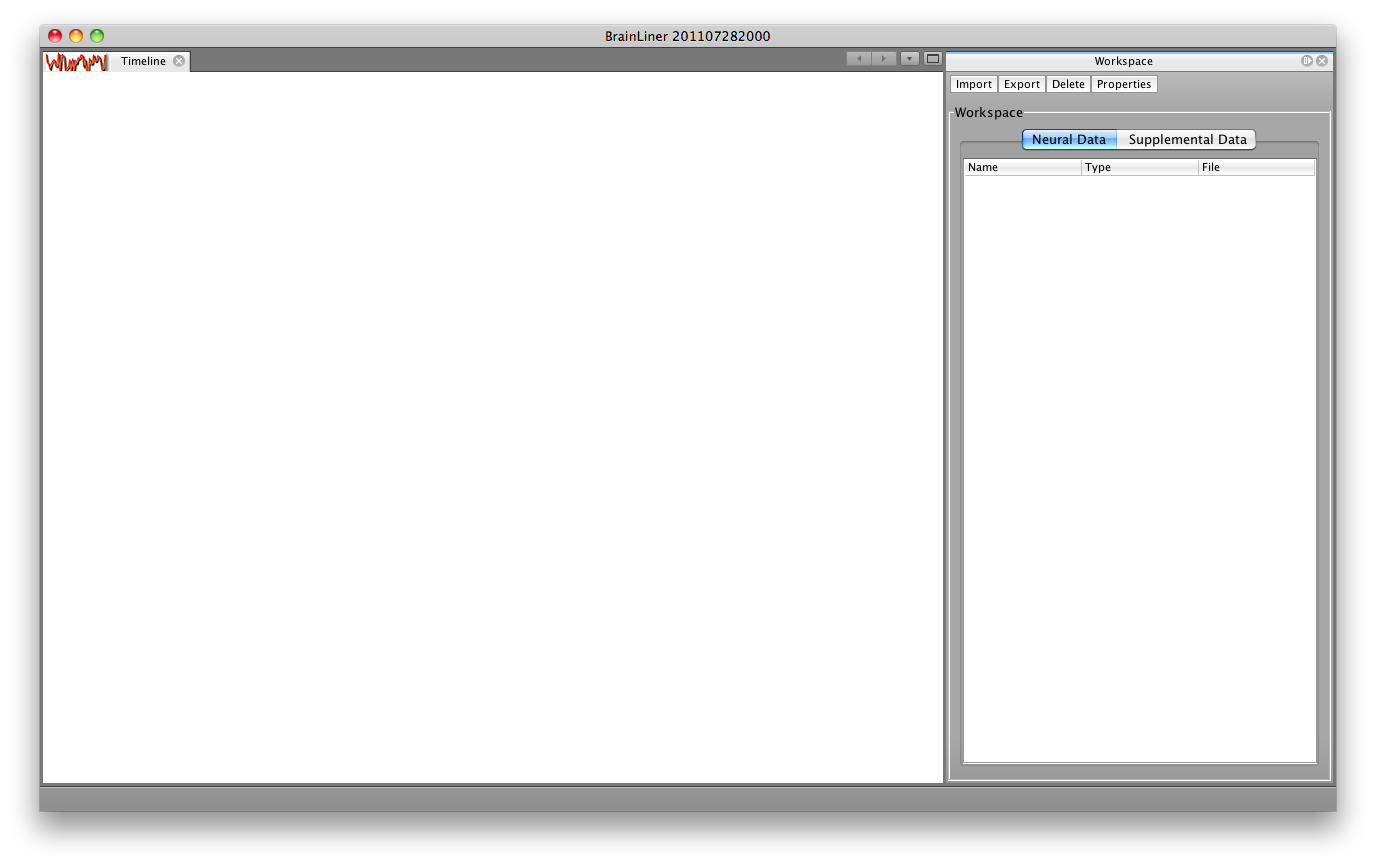 BrainLiner 201107282000
Timeline
Workspace
Import Export Delete Properties
Workspace
Neural Data Supplemental Data
Name Type File